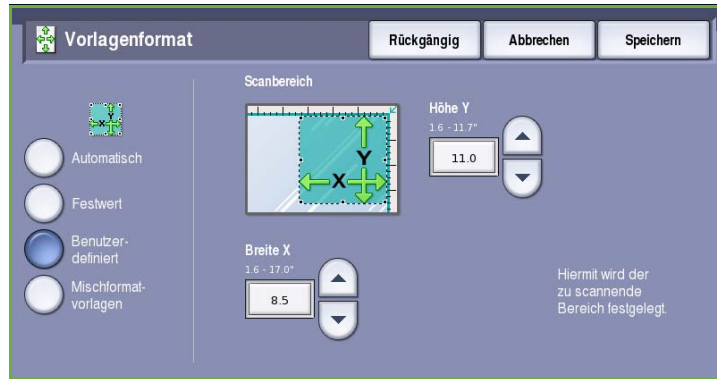 Vorlagenformat
Rückgängig
Abbrechen
Speichern
Automatisch
Festwert
Benutzer-
definiert
Mischformat-
vorlagen
Scanbereich
Y
X
Höhe Y
1.6 - 11.7"
11.0
Breite X
1.6 - 17.0"
8.5
Hiermit wird der
zu scannende
Bereich festgelegt.